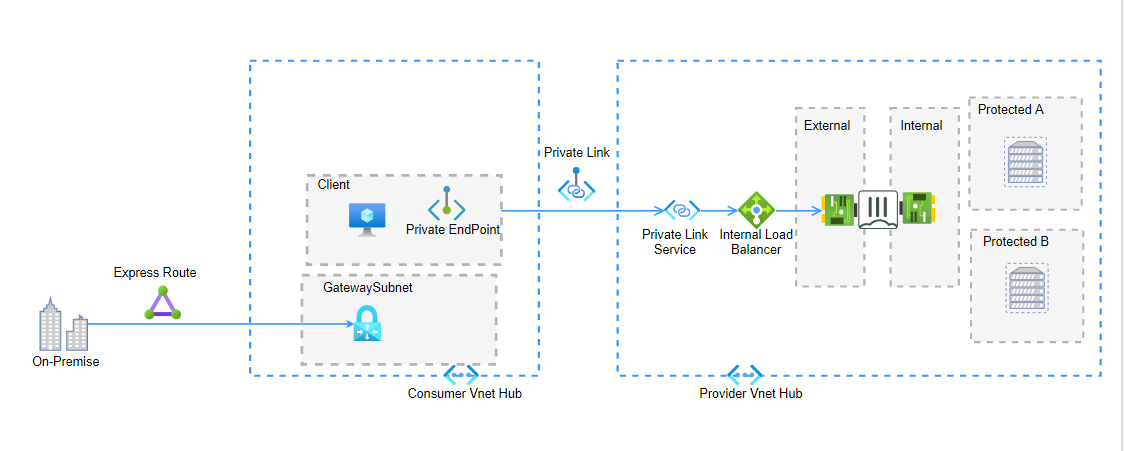 External
Internal
Protected A
Private Link
Client
Private EndPoint
Private Link
Service
Internal Load
Balancer
Protected B
Express Route
GatewaySubnet
On-Premise
Consumer Vnet Hub
Provider Vnet Hub